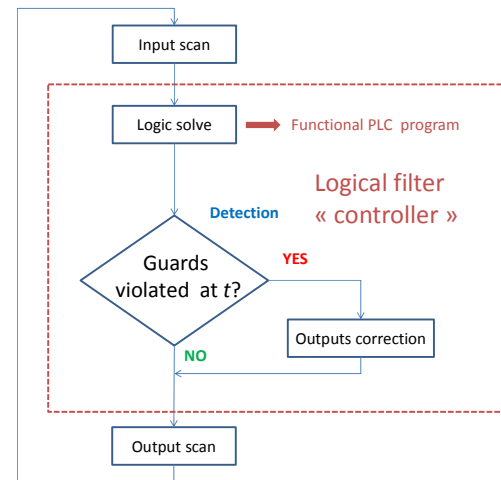 Input scan
Logic solve
Functional PLC program
Logical filter
« controller »
Detection
Guards
violated at t?
YES
Outputs correction
NO
Output scan